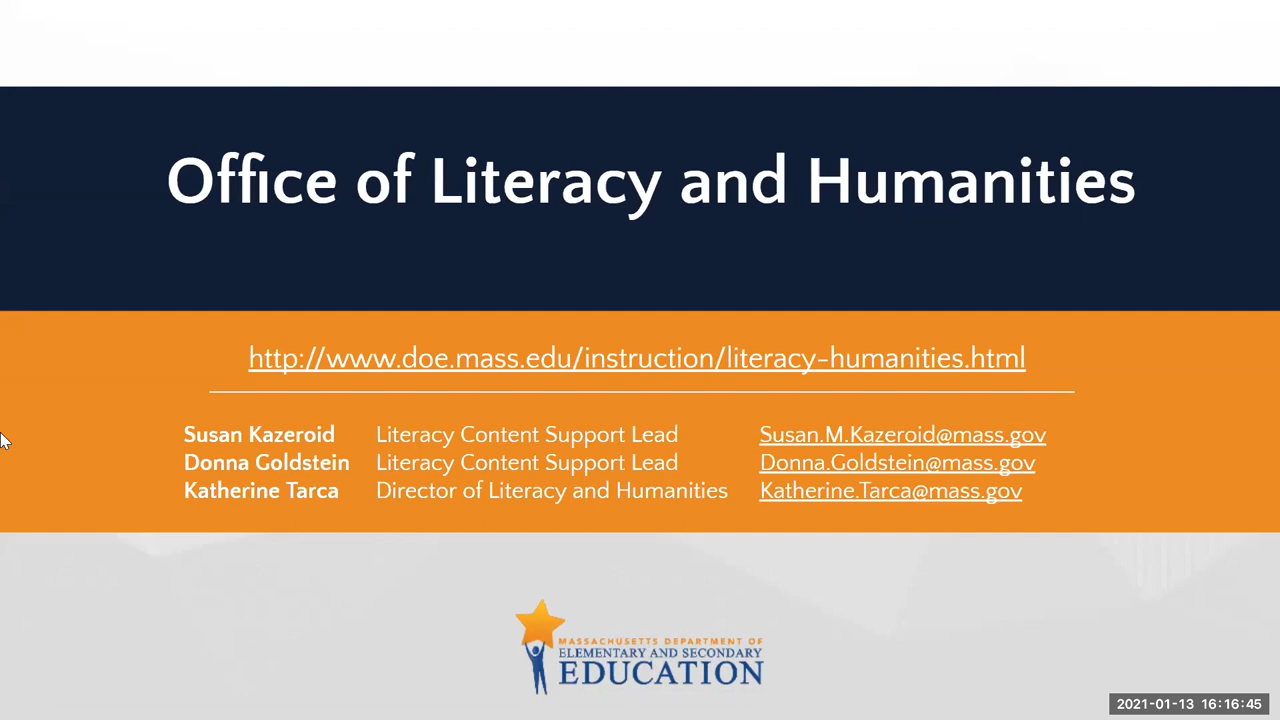 Office of Literacy and Humanities
http://www.doe.mass.edu/instruction/literacy-humanities.html
Susan Kazeroid Literacy Content Support Lead Susan.M.Kazeroid@mass.gov
Donna Goldstein Literacy Content Support Lead Donna.Goldstein@mass.gov
Katherine Tarca Director of Literacy and Humanities Katherine.Tarca@mass.gov
MASSACHUSETTS DEPARTMENT OF
ELEMENTARY AND SECONDARY
EDUCATION
2021-01-13 16:16:45